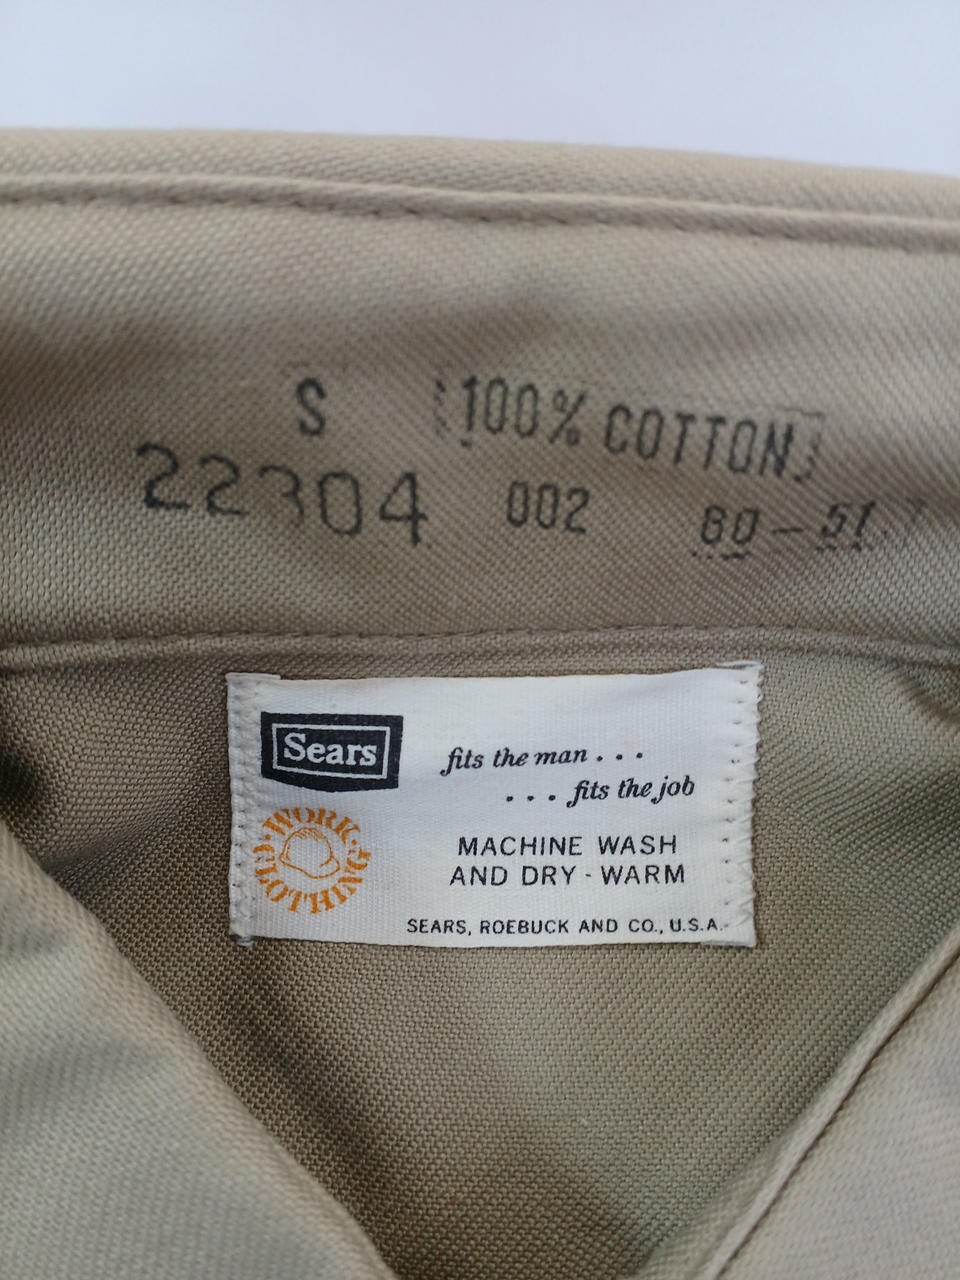 S 100% COTTON
22304 002 80-51
Sears
fits the man . . .
. . . fits the job
WORK CLOTHING
MACHINE WASH
AND DRY - WARM
SEARS, ROEBUCK AND CO., U.S.A.